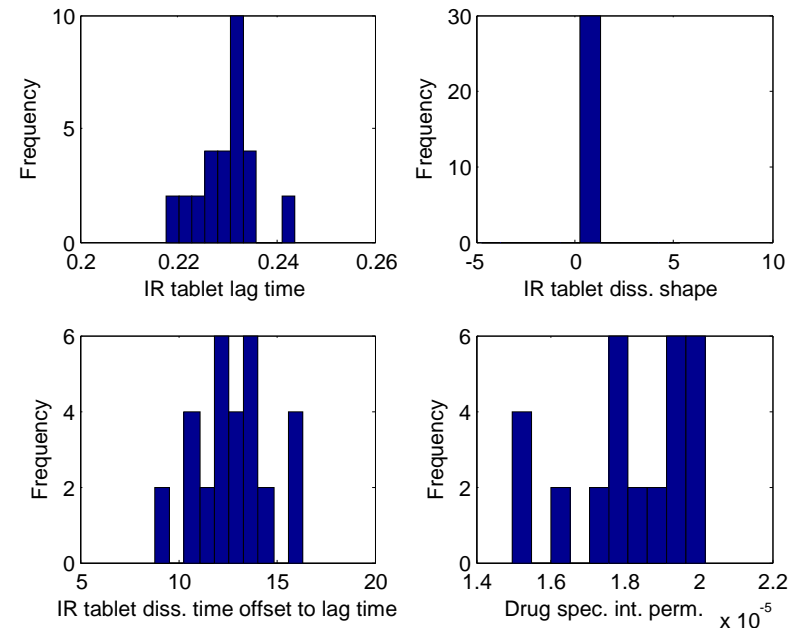 10
5
0
Frequency
0.2 0.22 0.24 0.26
IR tablet lag time
30
20
10
0
Frequency
-5 0 5 10
IR tablet diss. shape
6
4
2
0
Frequency
5 10 15 20
IR tablet diss. time offset to lag time
6
4
2
0
Frequency
1.4 1.6 1.8 2 2.2
Drug spec. int. perm. x 10-5